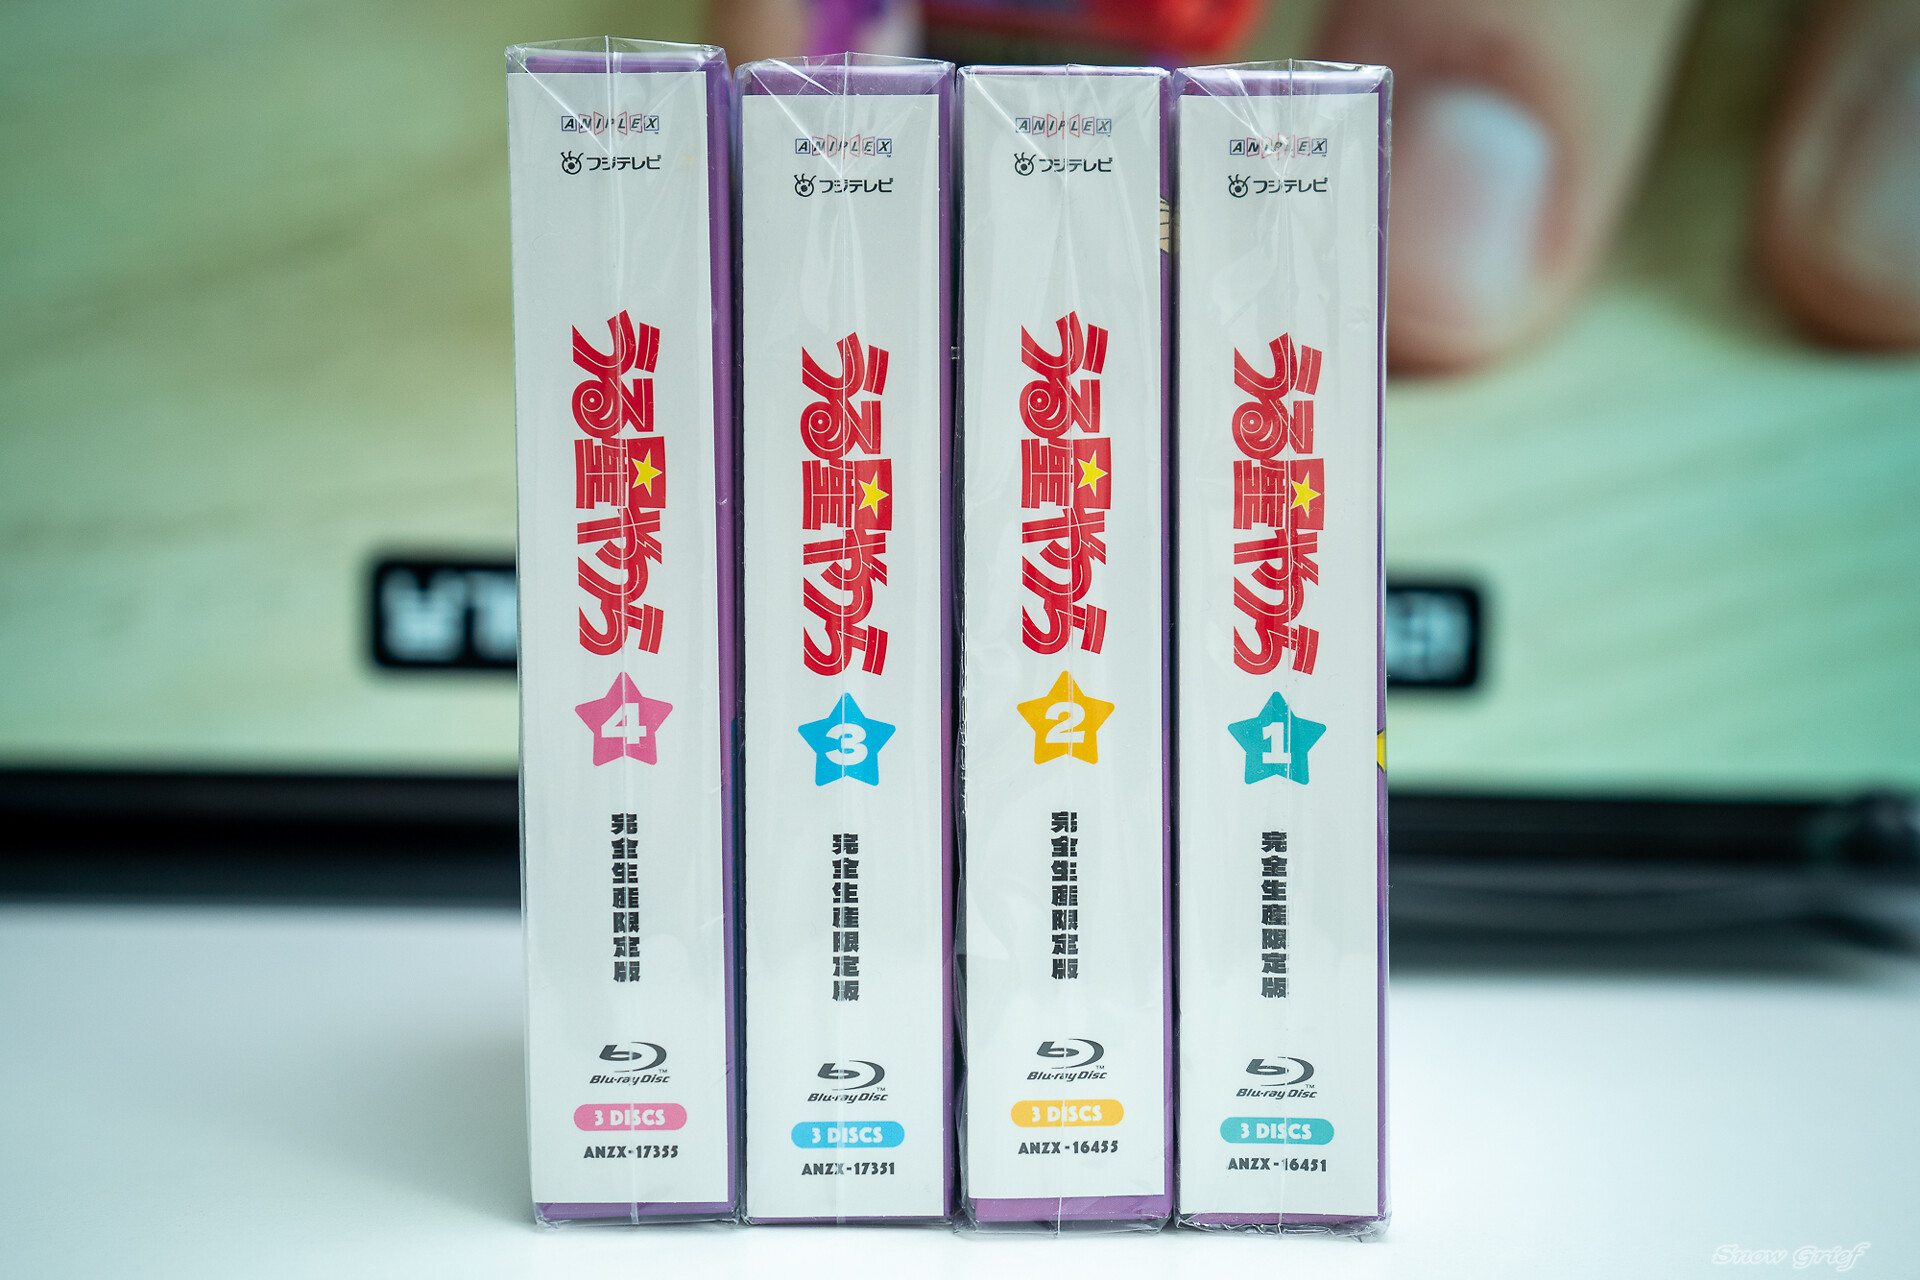 ANIPLEX
フジテレビ
うる星やつら
4
完全生産限定版
Blu-ray Disc™
3 DISCS
ANZX-17355
ANIPLEX
フジテレビ
うる星やつら
3
完全生産限定版
Blu-ray Disc™
3 DISCS
ANZX-17351
ANIPLEX
フジテレビ
うる星やつら
2
完全生産限定版
Blu-ray Disc™
3 DISCS
ANZX-16455
ANIPLEX
フジテレビ
うる星やつら
1
完全生産限定版
Blu-ray Disc™
3 DISCS
ANZX-16451
Snow Grief